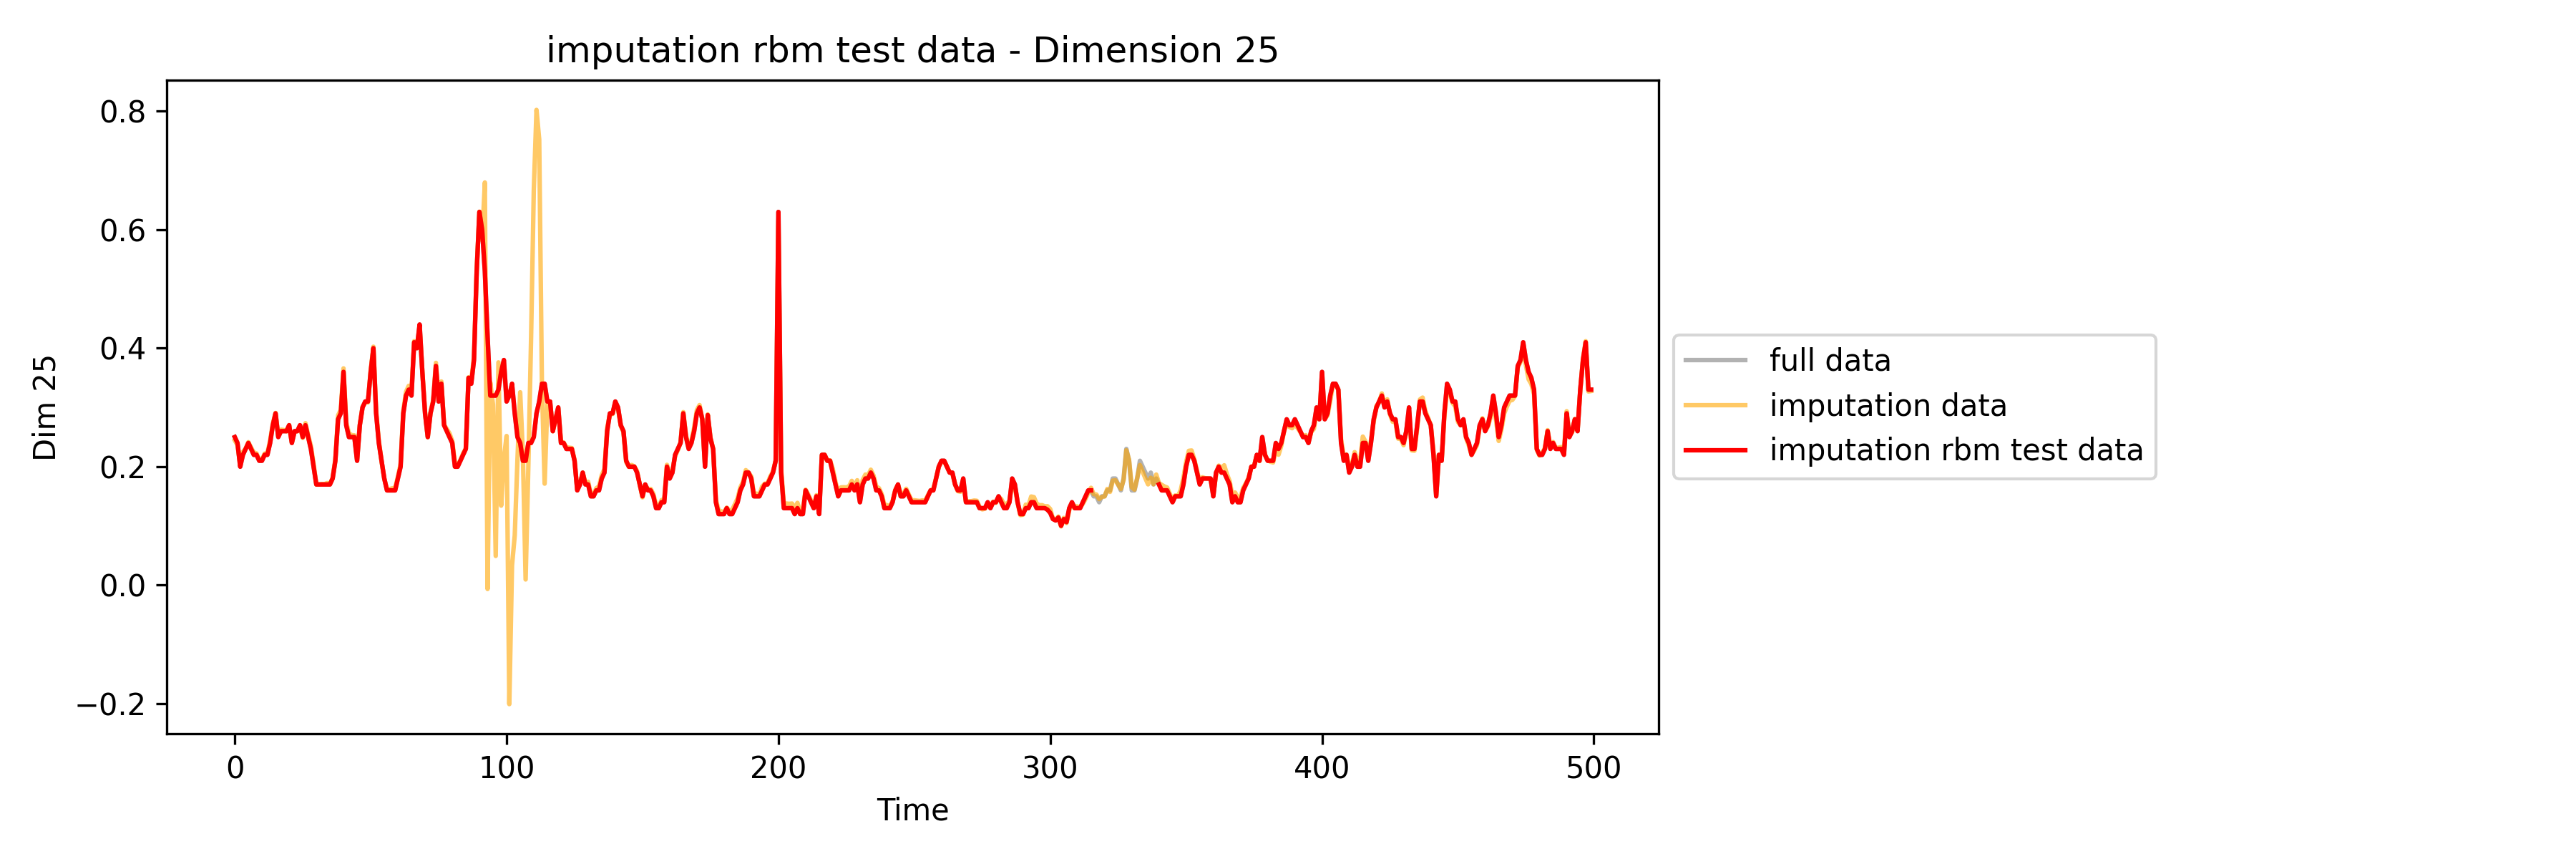 imputation rbm test data - Dimension 25
0.8
0.6
0.4
0.2
0.0
−0.2
Dim 25
0 100 200 300 400 500
Time
full data
imputation data
imputation rbm test data